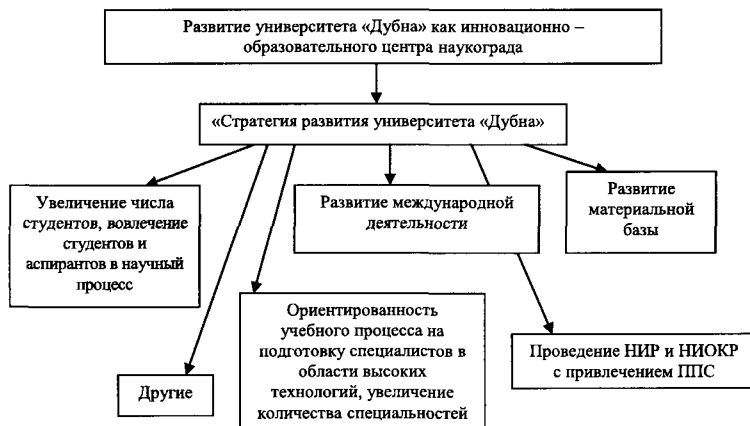 Развитие университета «Дубна» как инновационно –
образовательного центра наукограда
«Стратегия развития университета «Дубна»
Увеличение числа
студентов, вовлечение
студентов и
аспирантов в научный
процесс
Развитие международной
деятельности
Развитие
материальной
базы
Другие
Ориентированность
учебного процесса на
подготовку специалистов в
области высоких
технологий, увеличение
количества специальностей
Проведение НИР и НИОКР
с привлечением ППС